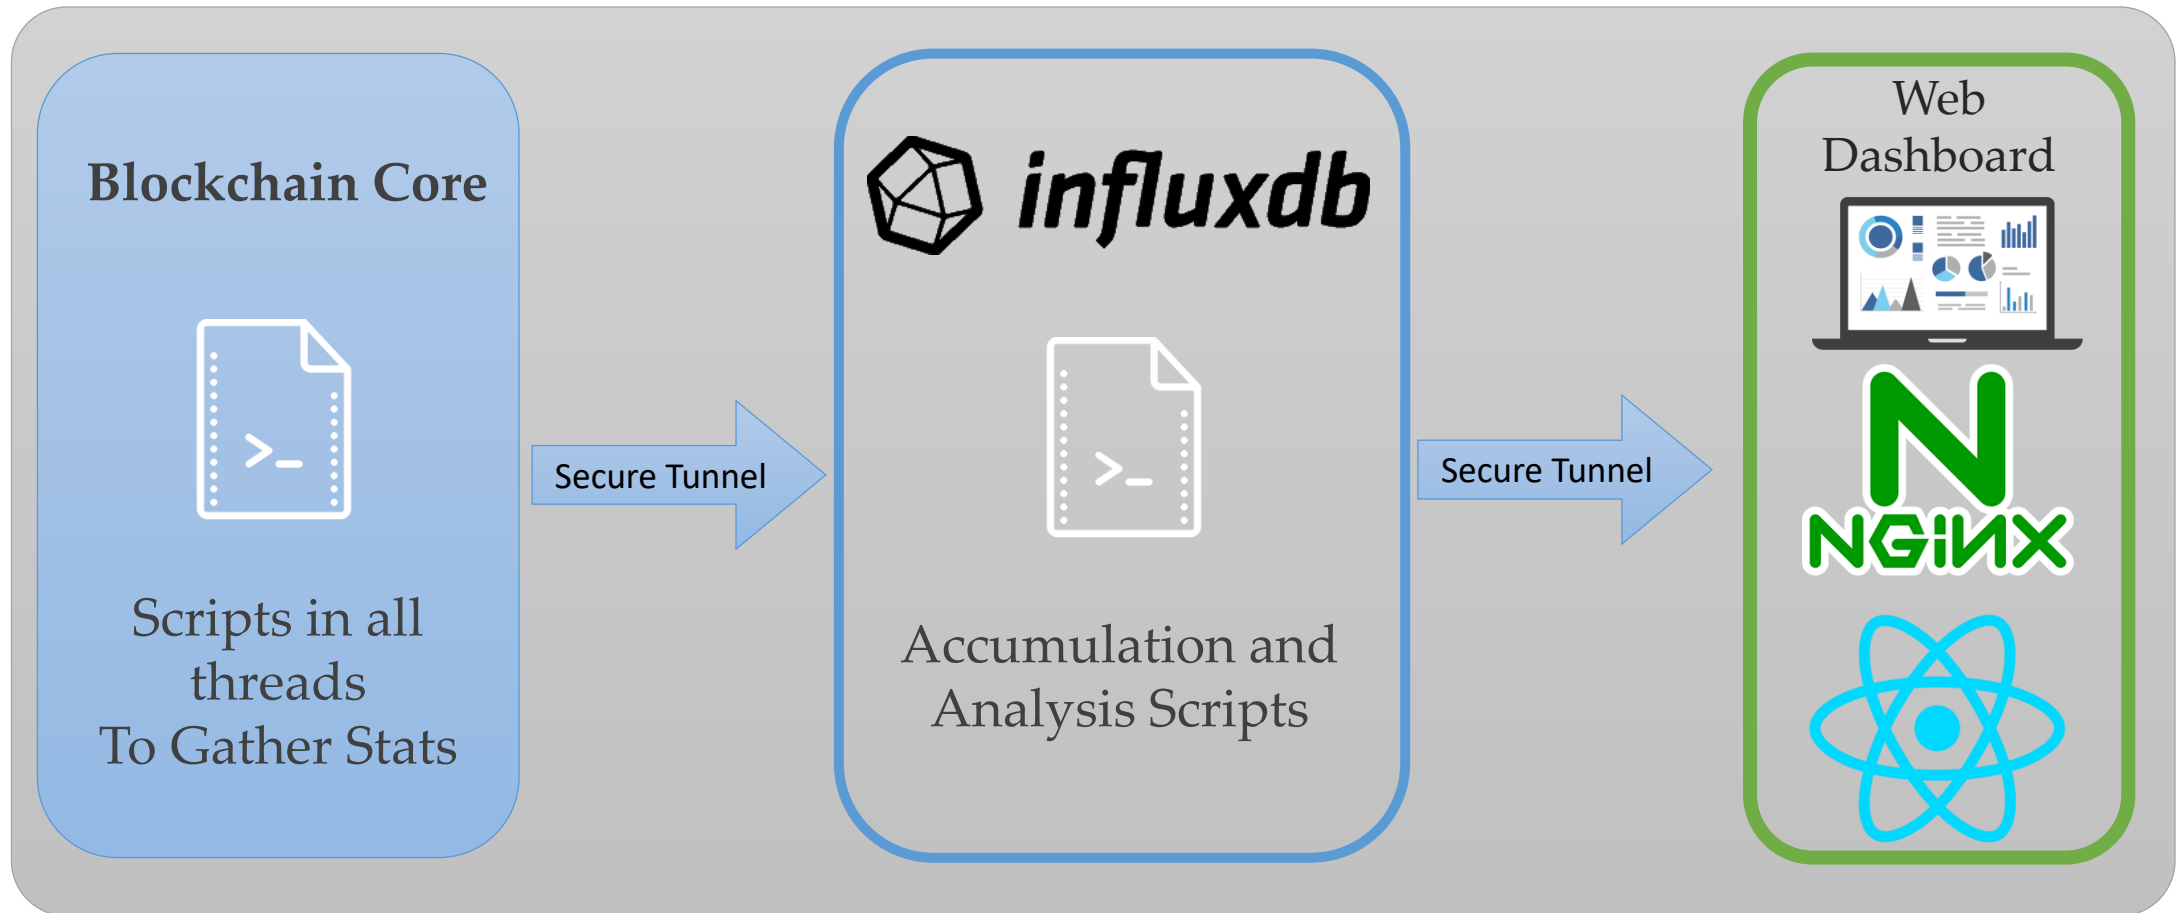 Blockchain Core
>_
Scripts in all
threads
To Gather Stats
Secure Tunnel
influxdb
>_
Accumulation and
Analysis Scripts
Secure Tunnel
Web
Dashboard
N
NGiNX